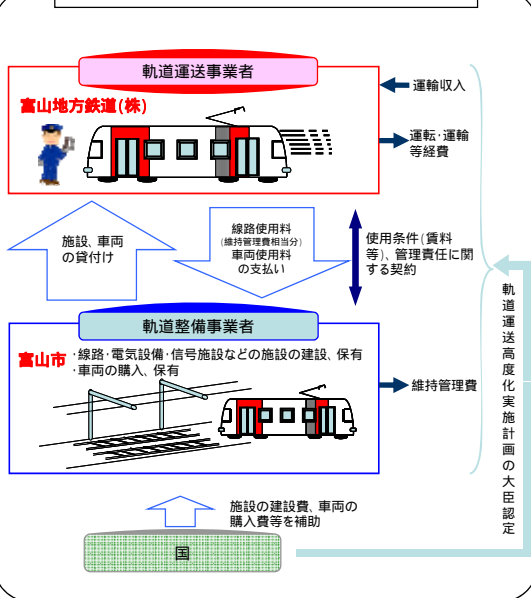 軌道運送事業者
富山地方鉄道(株)
運輸収入
運転・運輸
等経費
施設、車両
の貸付け
線路使用料
(維持管理費相当分)
車両使用料
の支払い
使用条件(賃料
等)、管理責任に関
する契約
軌道整備事業者
富山市
・線路・電気設備・信号施設などの施設の建設、保有
・車両の購入、保有
維持管理費
施設の建設費、車両の
購入費等を補助
国
軌道運送高度化実施計画の大臣認定